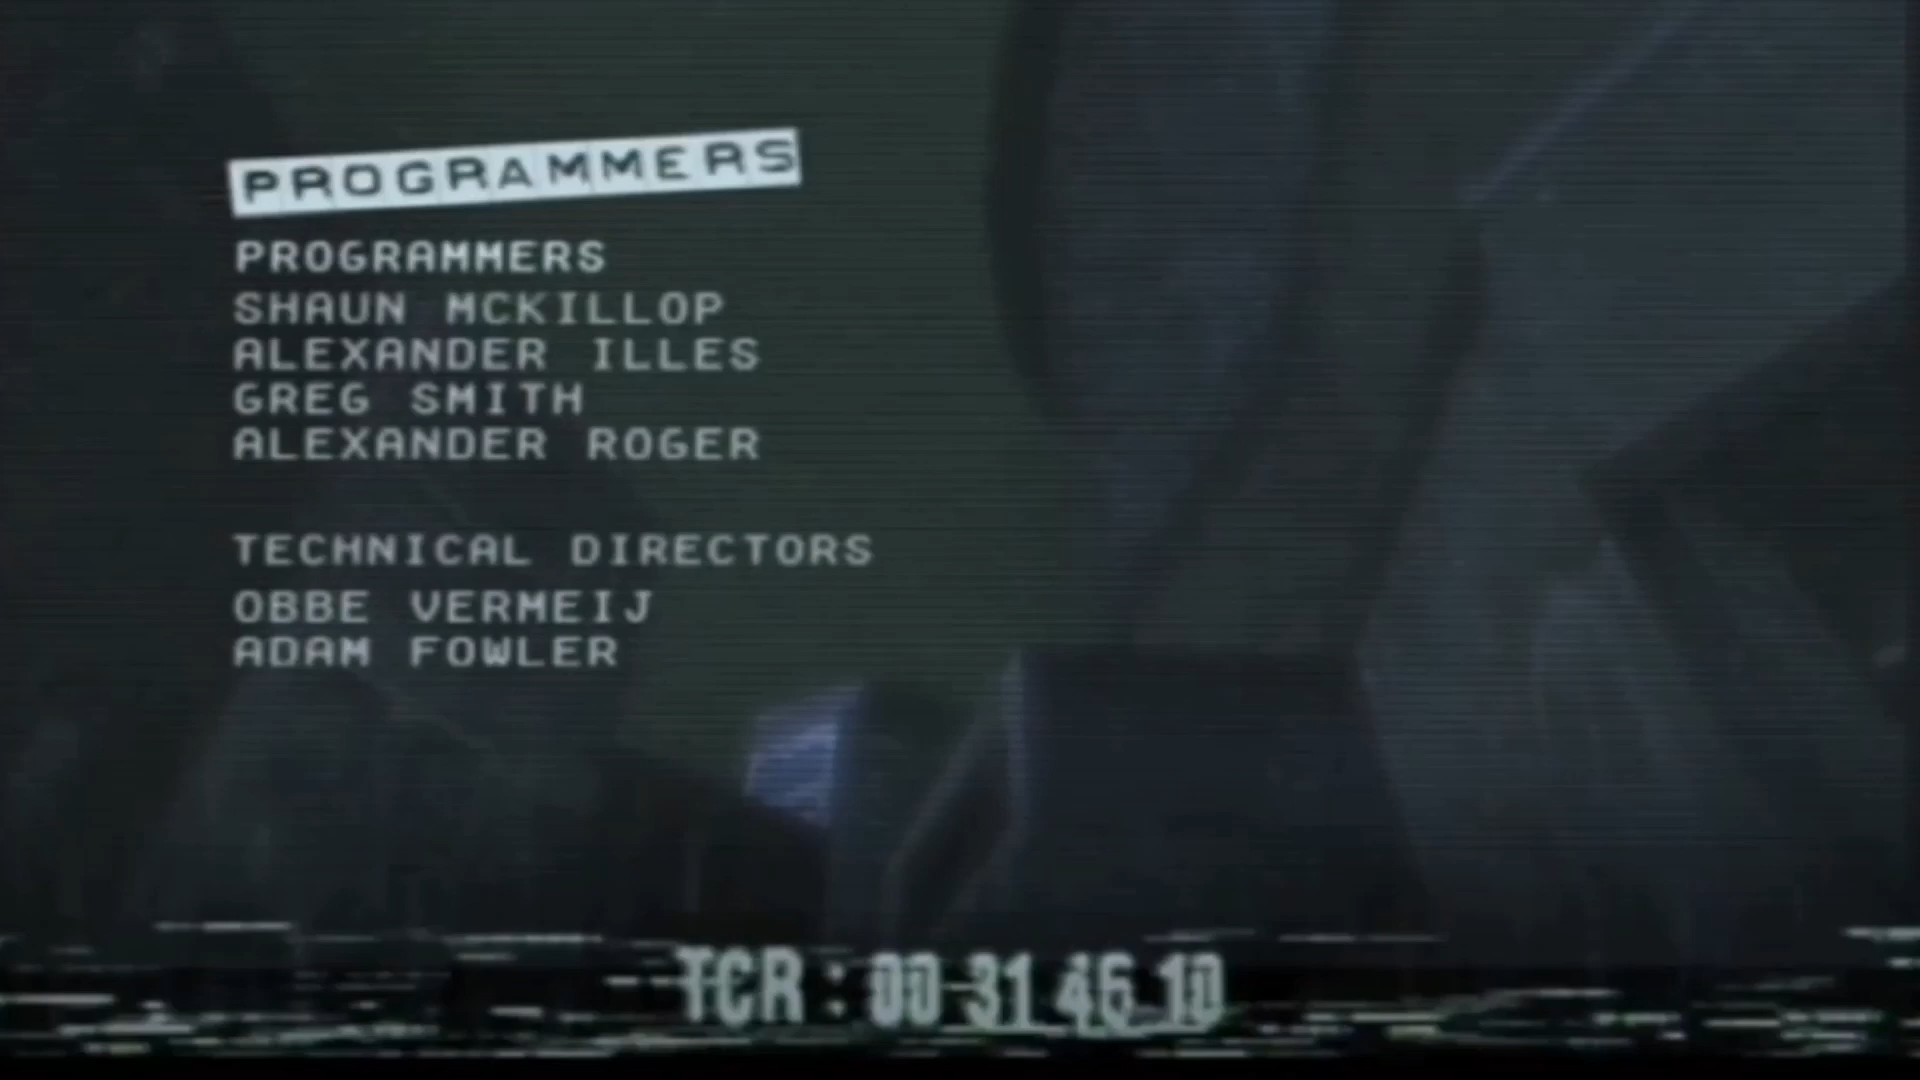 PROGRAMMERS
PROGRAMMERS
SHAUN MCKILLOP
ALEXANDER ILLES
GREG SMITH
ALEXANDER ROGER
TECHNICAL DIRECTORS
OBBE VERMEIJ
ADAM FOWLER
TCR : 00 31 46 10